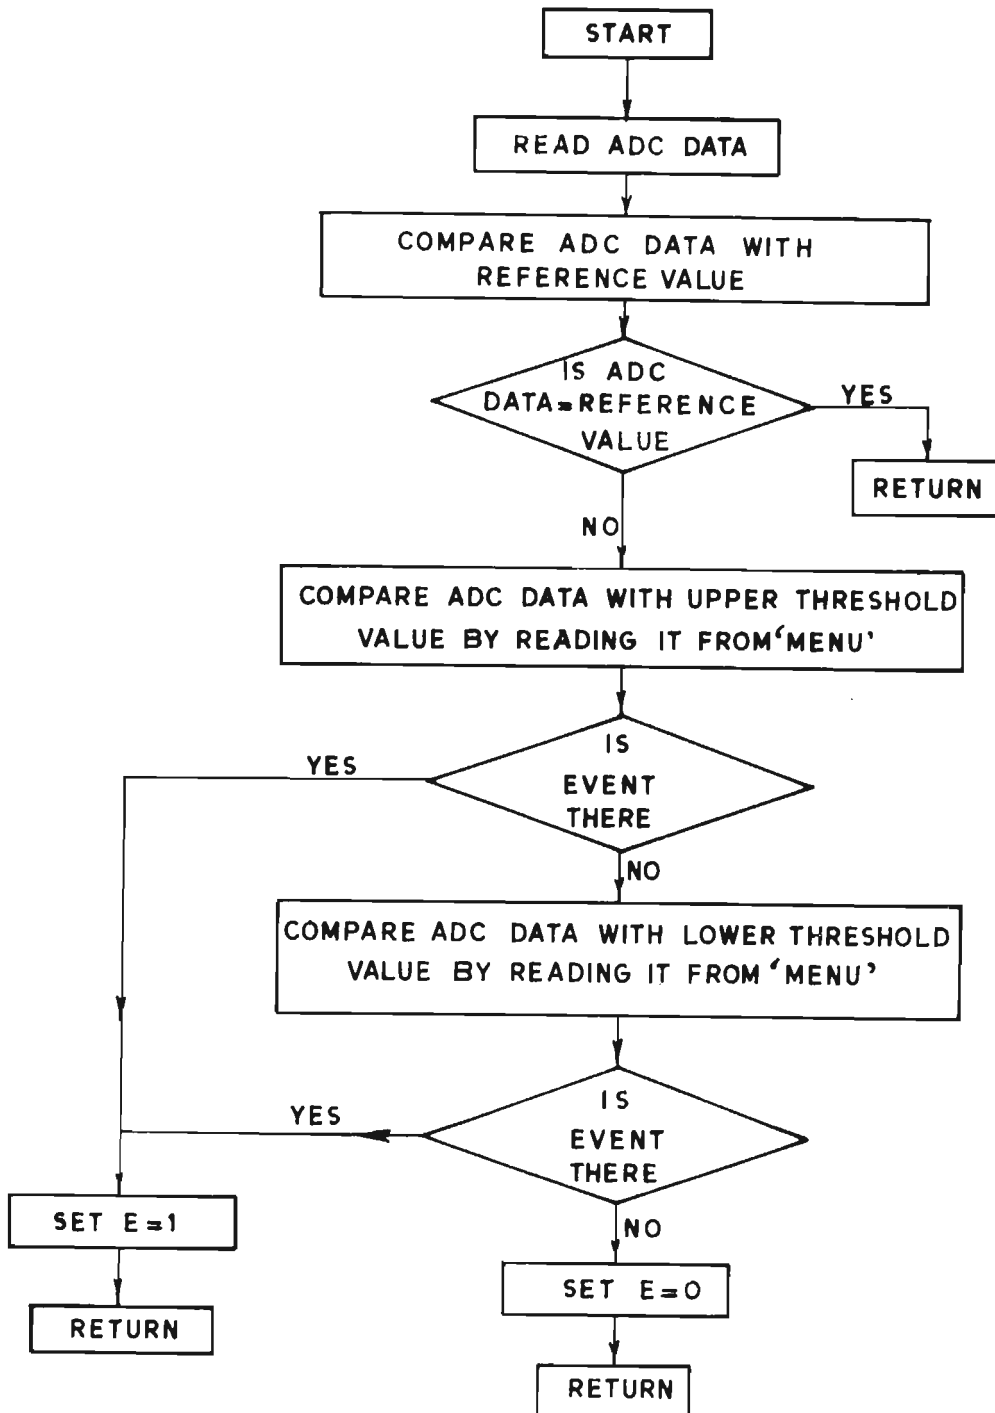 START
READ ADC DATA
COMPARE ADC DATA WITH
REFERENCE VALUE
IS ADC
DATA=REFERENCE
VALUE
YES
RETURN
NO
COMPARE ADC DATA WITH UPPER THRESHOLD
VALUE BY READING IT FROM ‘MENU’
IS
EVENT
THERE
YES
NO
COMPARE ADC DATA WITH LOWER THRESHOLD
VALUE BY READING IT FROM ‘MENU’
IS
EVENT
THERE
YES
NO
SET E=1
SET E=0
RETURN
RETURN